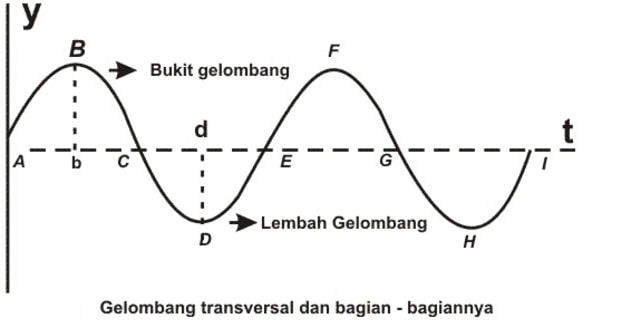 y
B
F
Bukit gelombang
d
t
A
b
C
E
G
I
Lembah Gelombang
D
H
Gelombang transversal dan bagian - bagiannya